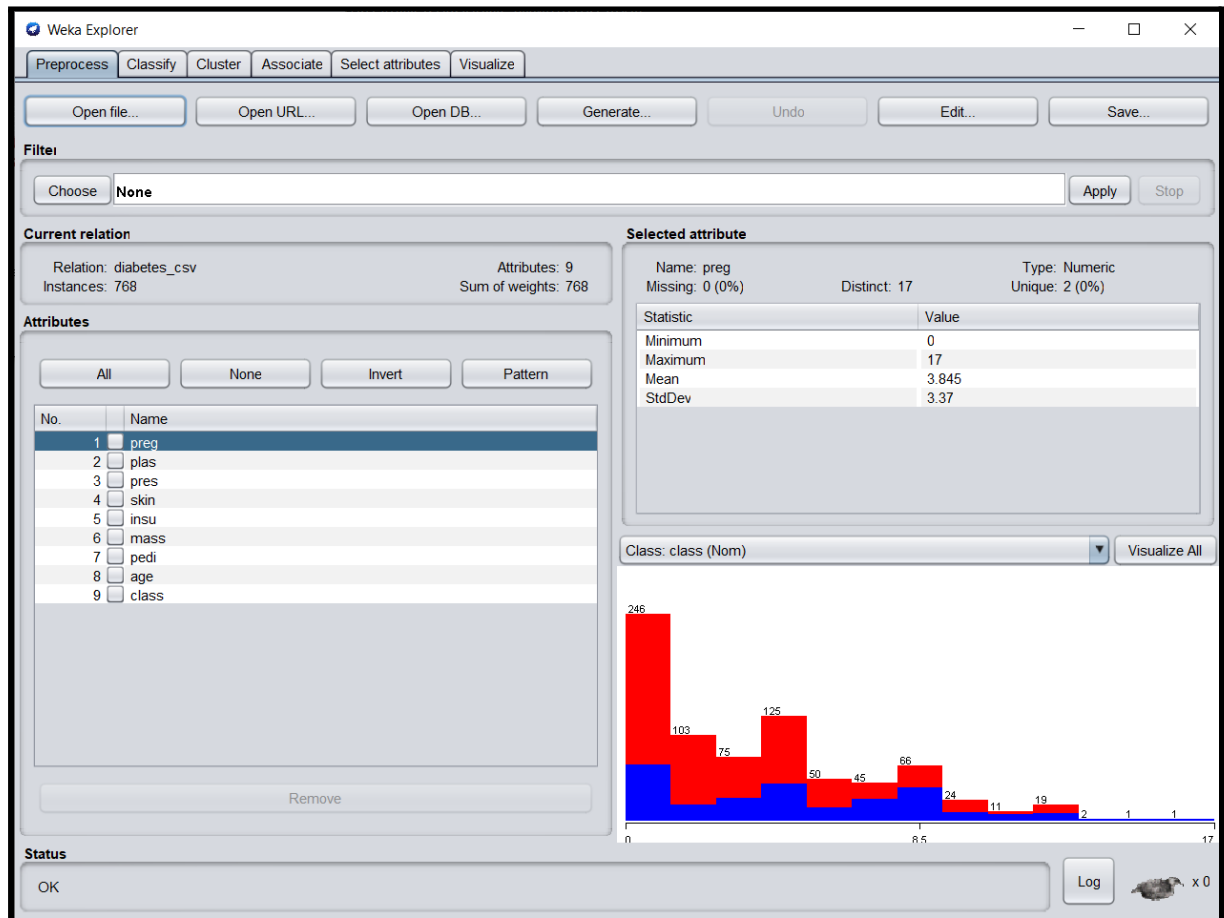 Weka Explorer
Preprocess Classify Cluster Associate Select attributes Visualize
Open file... Open URL... Open DB... Generate... Undo Edit... Save...
Filter
Choose None Apply Stop
Current relation
Relation: diabetes_csv Attributes: 9
Instances: 768 Sum of weights: 768
Attributes
All None Invert Pattern
No. Name
1 preg
2 plas
3 pres
4 skin
5 insu
6 mass
7 pedi
8 age
9 class
Remove
Selected attribute
Name: preg Type: Numeric
Missing: 0 (0%) Distinct: 17 Unique: 2 (0%)
Statistic Value
Minimum 0
Maximum 17
Mean 3.845
StdDev 3.37
Class: class (Nom) Visualize All
246
103
75
125
50
45
66
24
11
19
2
1
1
0 8.5 17
Status
OK
Log x 0